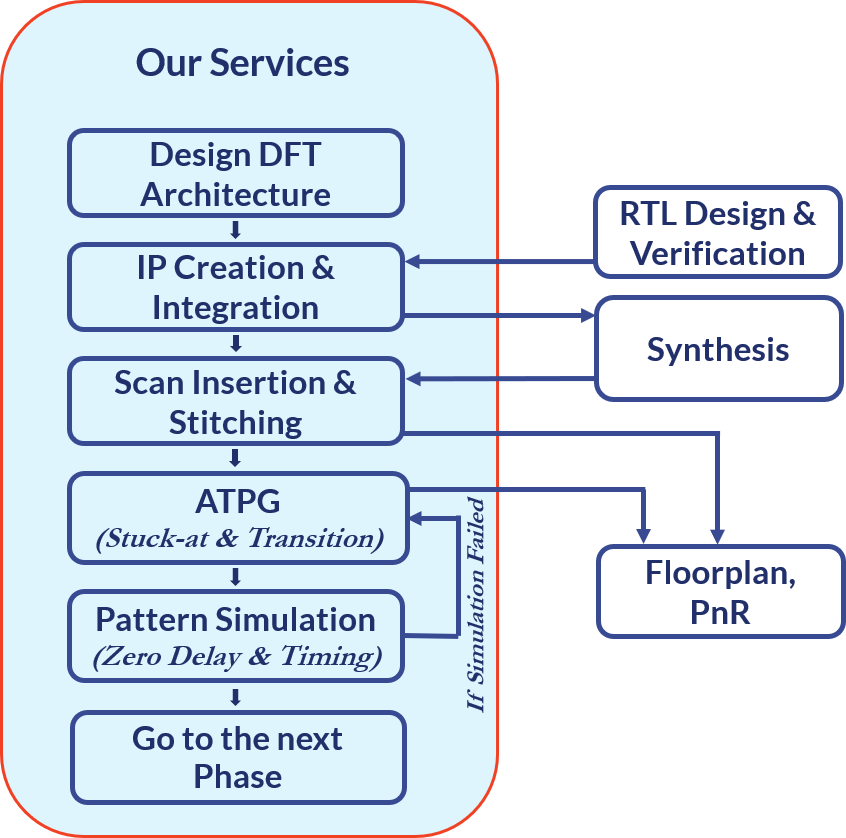 Our Services
Design DFT
Architecture
IP Creation &
Integration
Scan Insertion &
Stitching
ATPG
(Stuck-at & Transition)
Pattern Simulation
(Zero Delay & Timing)
Go to the next
Phase
If Simulation Failed
RTL Design &
Verification
Synthesis
Floorplan,
PnR